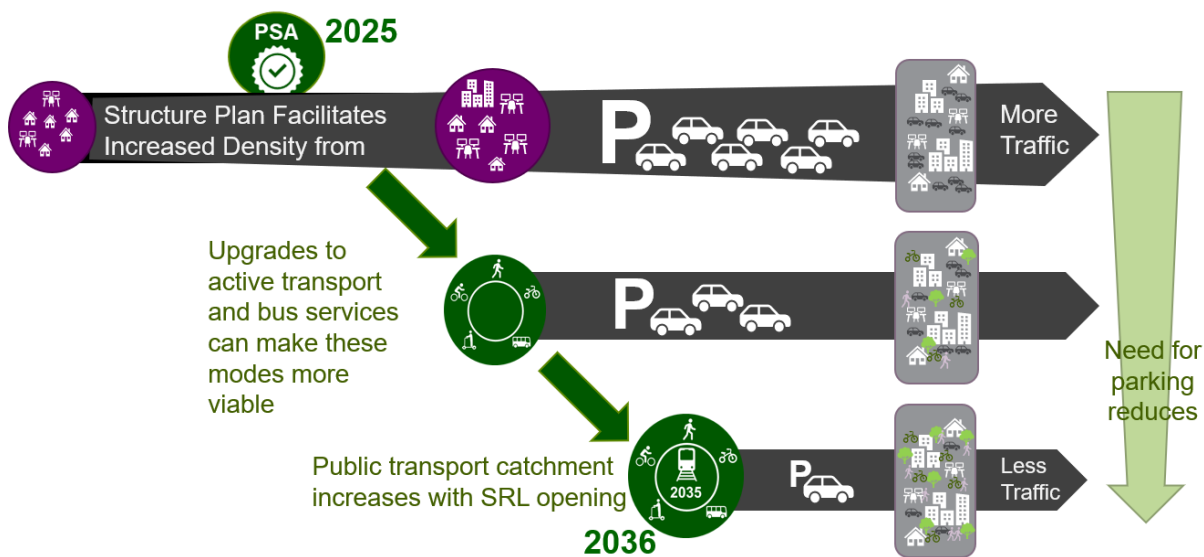 PSA
2025
Structure Plan Facilitates
Increased Density from
P
More
Traffic
Upgrades to
active transport
and bus services
can make these
modes more
viable
P
Need for
parking
reduces
Public transport catchment
increases with SRL opening
2035
2036
P
Less
Traffic